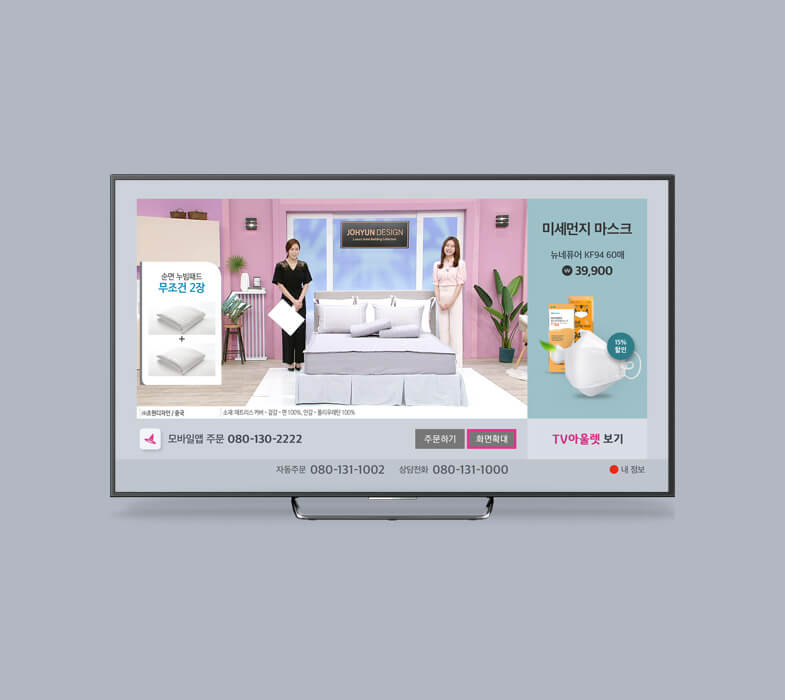 JOHYUN DESIGN
Luxury Hotel Bedding Collection
순면 누빔패드
무조건 2장
+
㈜조현디자인 / 중국
소재: 매트리스 커버 - 겉감 - 면 100%, 안감 - 폴리우레탄 100%
미세먼지 마스크
뉴네퓨어 KF94 60매
₩ 39,900
15%
할인
모바일앱 주문 080-130-2222
주문하기
화면확대
TV아울렛 보기
자동주문 080-131-1002 상담전화 080-131-1000
내 정보